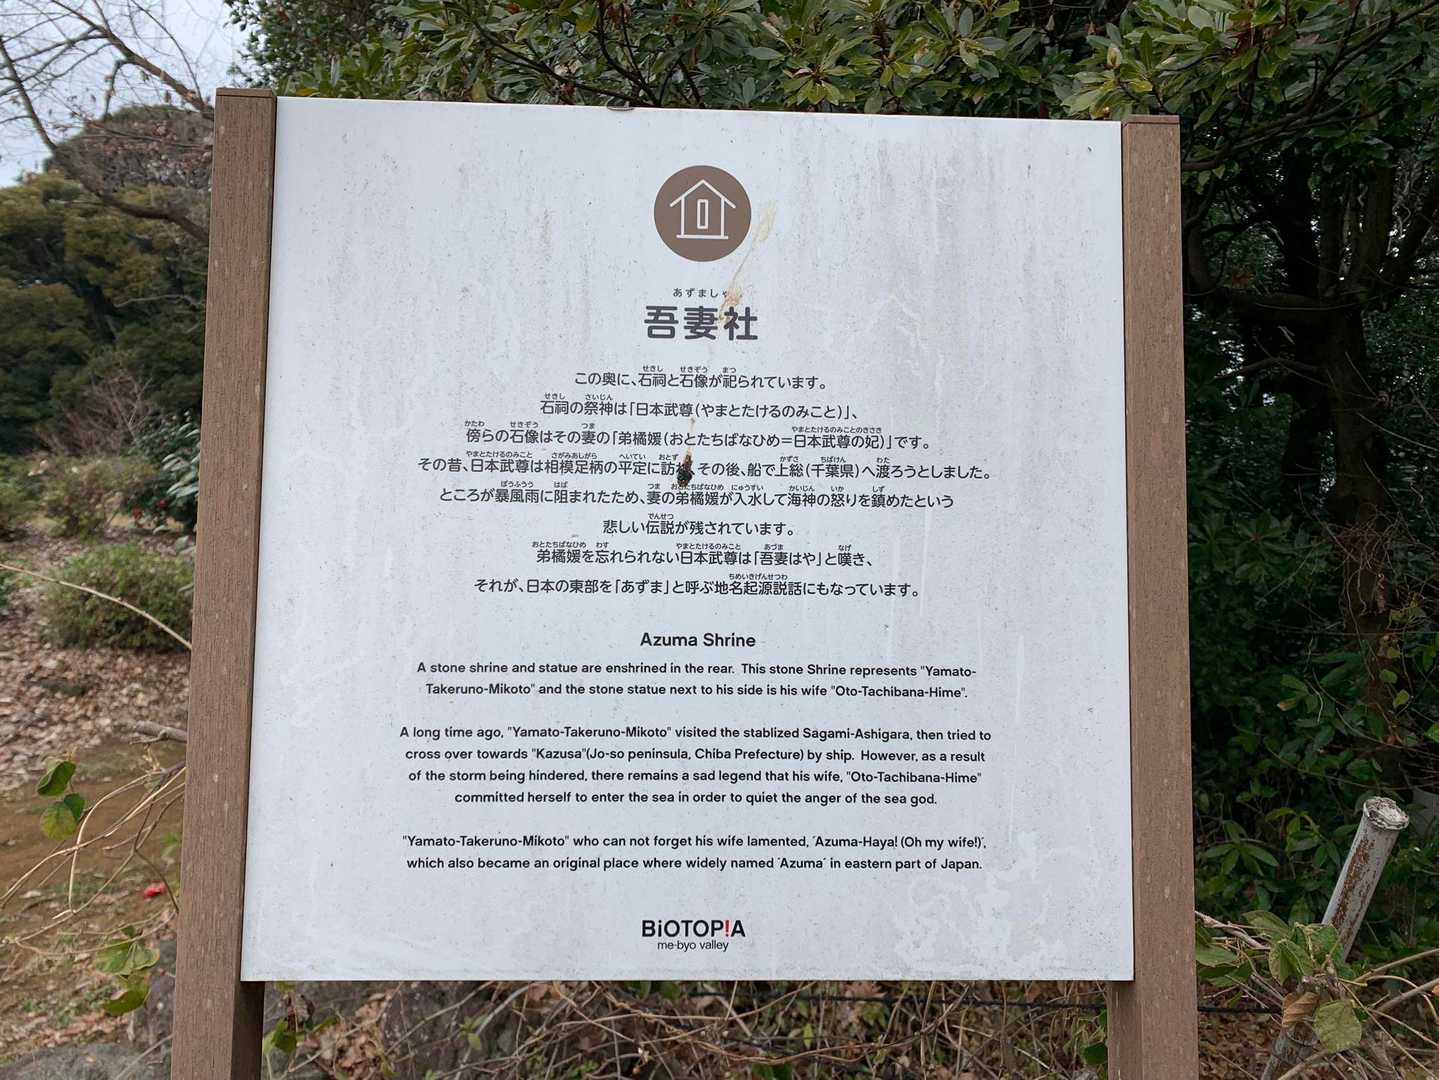 あずましゃ
吾妻社
この奥に、石祠と石像が祀られています。
石祠の祭神は「日本武尊（やまとたけるのみこと）」、
傍らの石像はその妻の「弟橘媛（おとたちばなひめ＝日本武尊の妃）」です。
その昔、日本武尊は相模足柄の平定に訪れ、その後、船で上総（千葉県）へ渡ろうとしました。
ところが暴風雨に阻まれたため、妻の弟橘媛が入水して海神の怒りを鎮めたという
悲しい伝説が残されています。
弟橘媛を忘れられない日本武尊は「吾妻はや」と嘆き、
それが、日本の東部を「あずま」と呼ぶ地名起源説話にもなっています。
Azuma Shrine
A stone shrine and statue are enshrined in the rear. This stone Shrine represents "Yamato-
Takeruno-Mikoto" and the stone statue next to his side is his wife "Oto-Tachibana-Hime".
A long time ago, "Yamato-Takeruno-Mikoto" visited the stablized Sagami-Ashigara, then tried to
cross over towards "Kazusa"(Jo-so peninsula, Chiba Prefecture) by ship. However, as a result
of the storm being hindered, there remains a sad legend that his wife, "Oto-Tachibana-Hime"
committed herself to enter the sea in order to quiet the anger of the sea god.
"Yamato-Takeruno-Mikoto" who can not forget his wife lamented, ´Azuma-Haya! (Oh my wife!)´,
which also became an original place where widely named ´Azuma´ in eastern part of Japan.
BiOTOP!A
me-byo valley